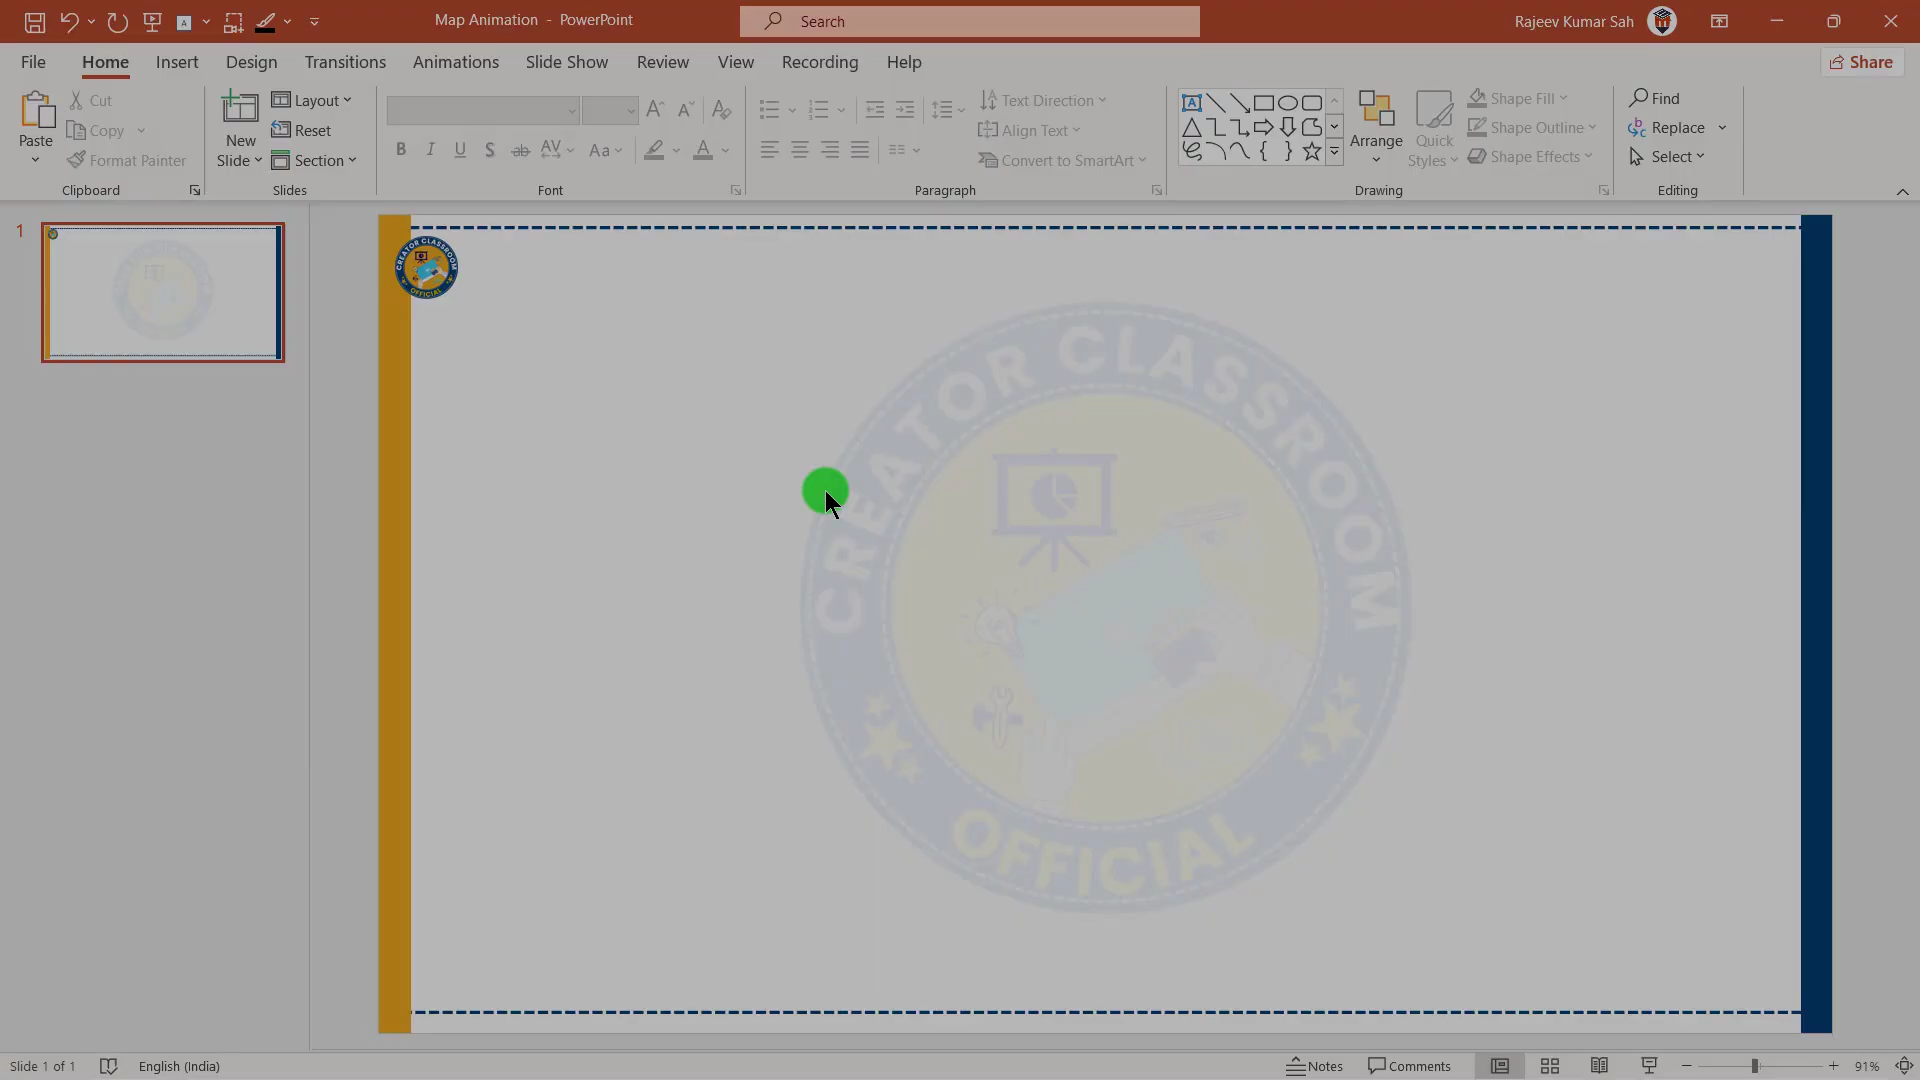 Map Animation - PowerPoint
Search
Rajeev Kumar Sah
File Home Insert Design Transitions Animations Slide Show Review View Recording Help
Share
Paste
Cut
Copy
Format Painter
Clipboard
New Slide
Layout
Reset
Section
Slides
Font
Text Direction
Align Text
Convert to SmartArt
Paragraph
Arrange
Quick Styles
Shape Fill
Shape Outline
Shape Effects
Drawing
Find
Replace
Select
Editing
1
CREATOR CLASSROOM
OFFICIAL
CREATOR CLASSROOM
OFFICIAL
Slide 1 of 1
English (India)
Notes
Comments
91%